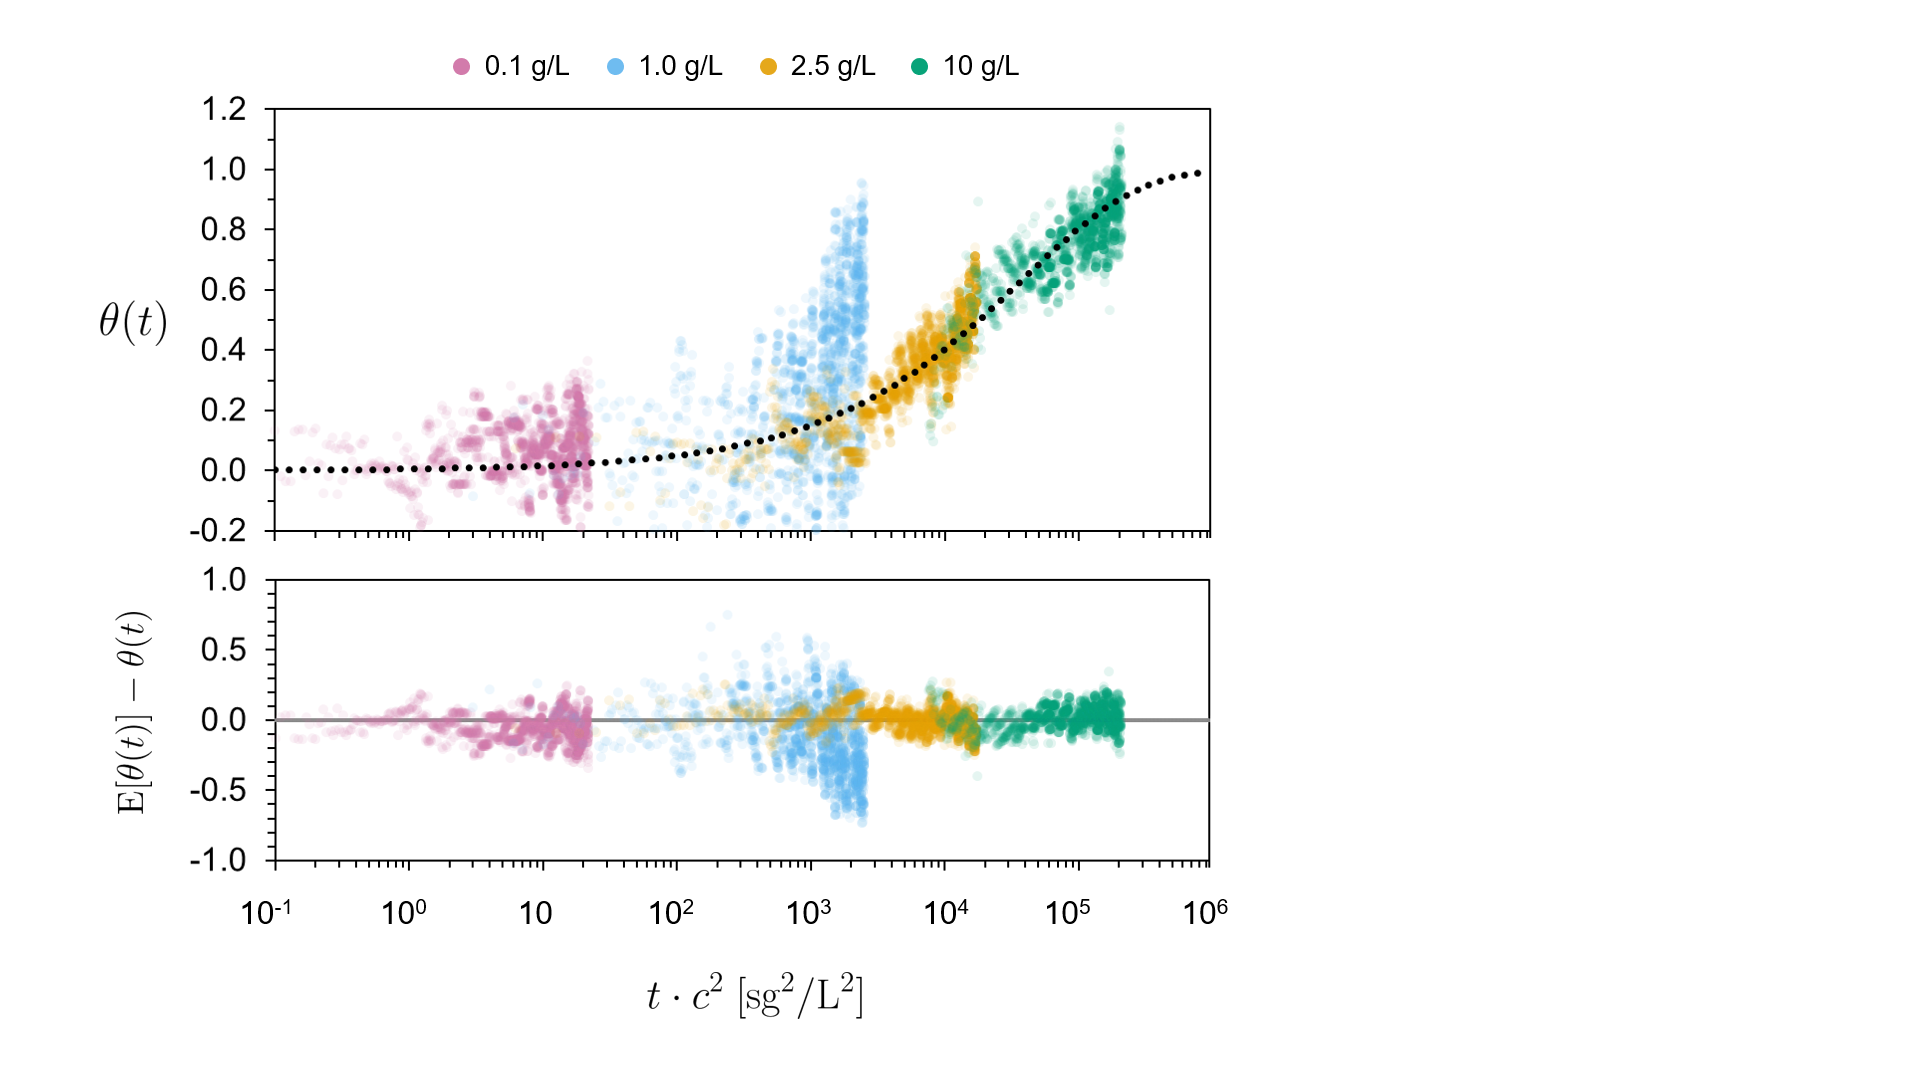 0.1 g/L 1.0 g/L 2.5 g/L 10 g/L
1.2
1.0
0.8
0.6
0.4
0.2
0.0
-0.2
θ(t)
1.0
0.5
0.0
-0.5
-1.0
E[θ(t)] − θ(t)
10⁻¹ 10⁰ 10 10² 10³ 10⁴ 10⁵ 10⁶
t · c² [sg²/L²]